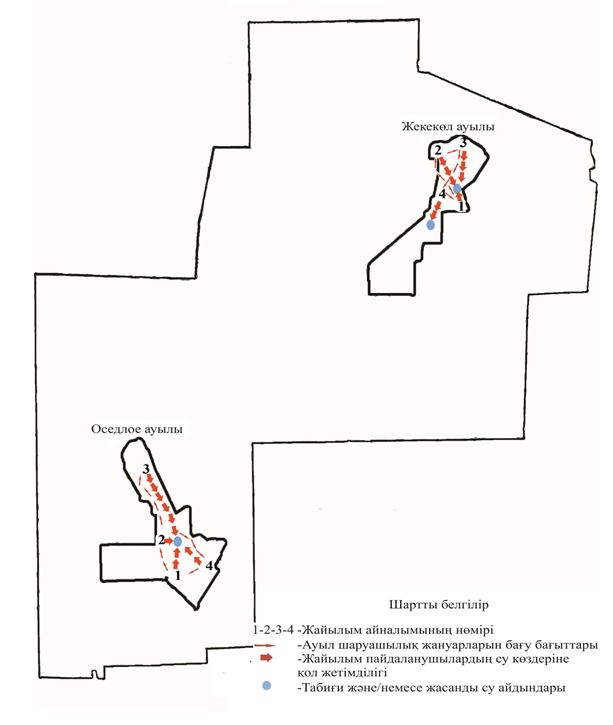 Жекекөл ауылы
3
2
4
1
Оседлое ауылы
3
2
4
1
Шартты белгілір
1-2-3-4 -Жайылым айналымының нөмірі
-Ауыл шаруашылық жануарларын бағу бағыттары
-Жайылым пайдаланушылардың су көздеріне
қол жетімділігі
-Табиғи және/немесе жасанды су айдындары